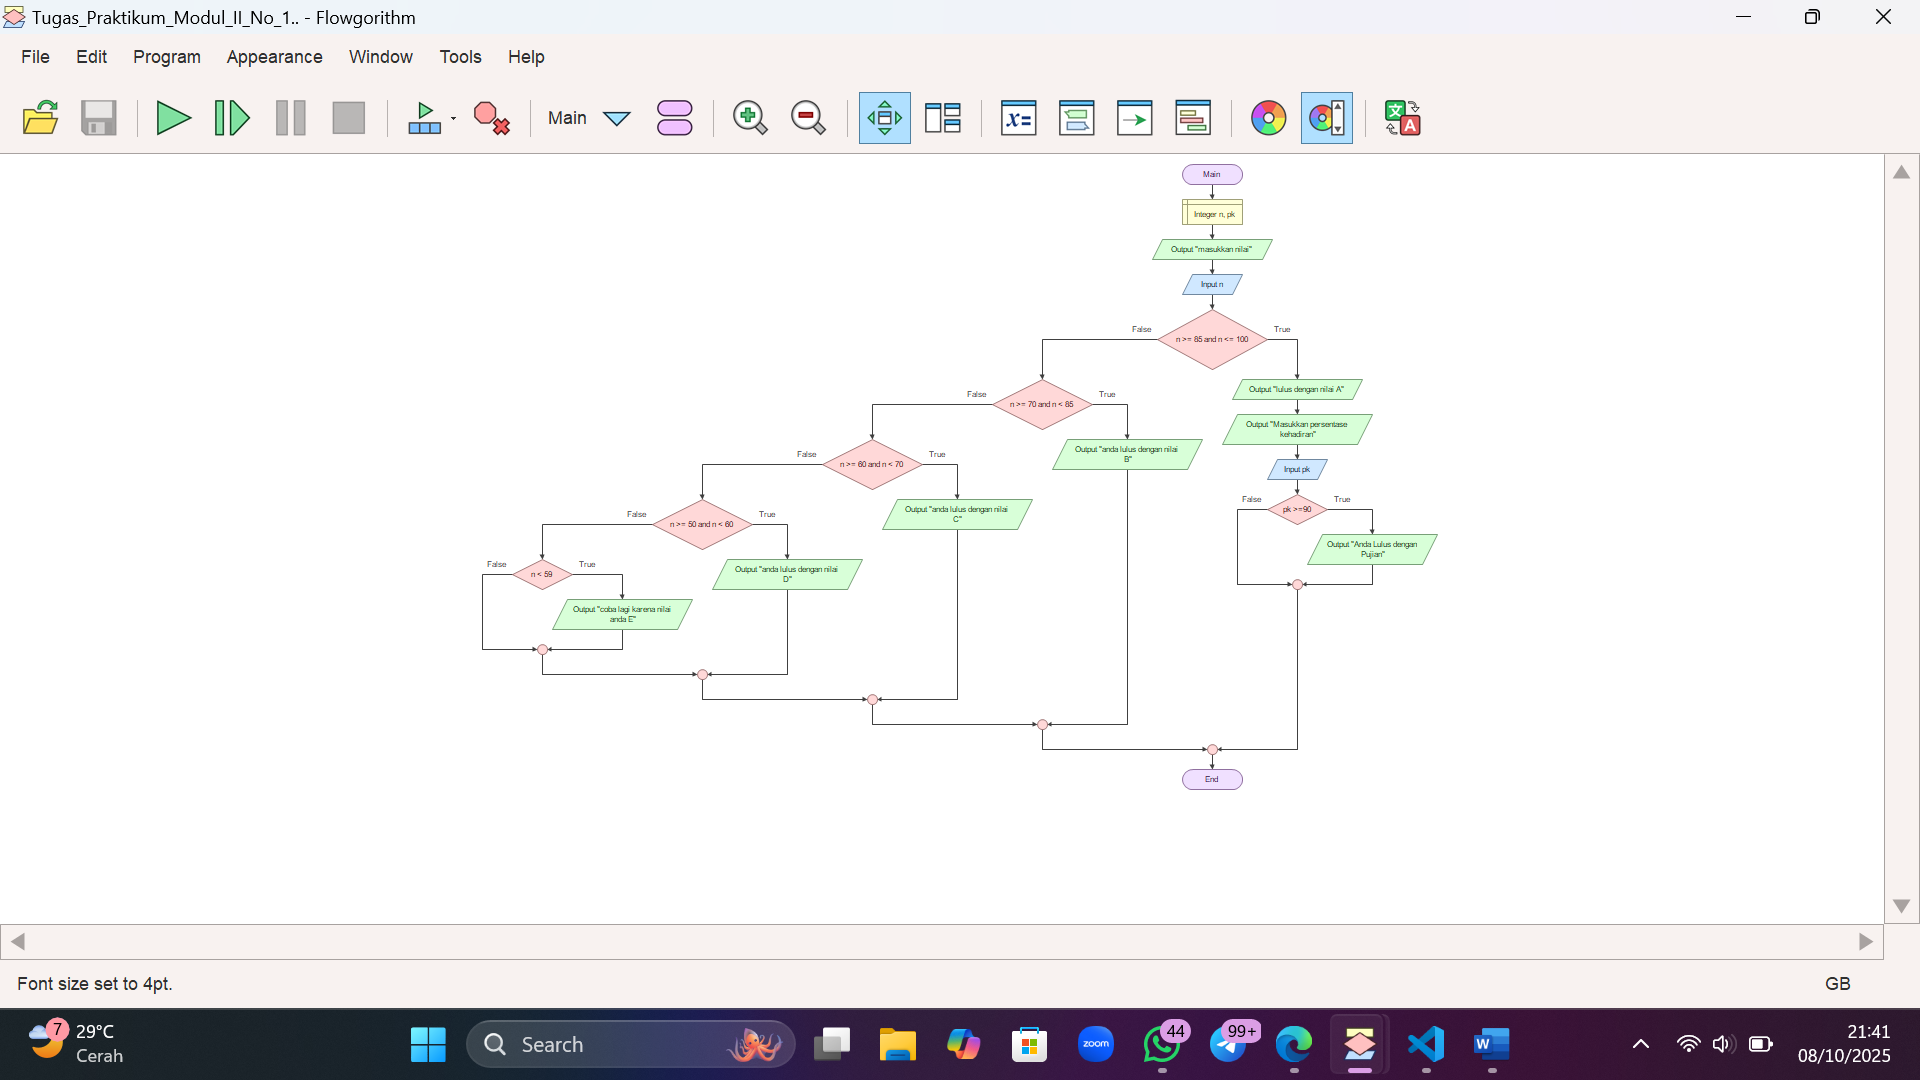 Tugas_Praktikum_Modul_II_No_1.. - Flowgorithm
File Edit Program Appearance Window Tools Help
Main
x=
A
Main
Integer n, pk
Output "masukkan nilai"
Input n
False
True
n >= 85 and n <= 100
False
True
n >= 70 and n < 85
Output "lulus dengan nilai A"
Output "Masukkan persentase
kehadiran"
Input pk
False
True
pk >=90
Output "Anda Lulus dengan
Pujian"
Output "anda lulus dengan nilai
B"
False
True
n >= 60 and n < 70
Output "anda lulus dengan nilai
C"
False
True
n >= 50 and n < 60
Output "anda lulus dengan nilai
D"
False
True
n < 59
Output "coba lagi karena nilai
anda E"
End
Font size set to 4pt.
GB
7
29°C
Cerah
Search
zoom
44
99+
W
21:41
08/10/2025